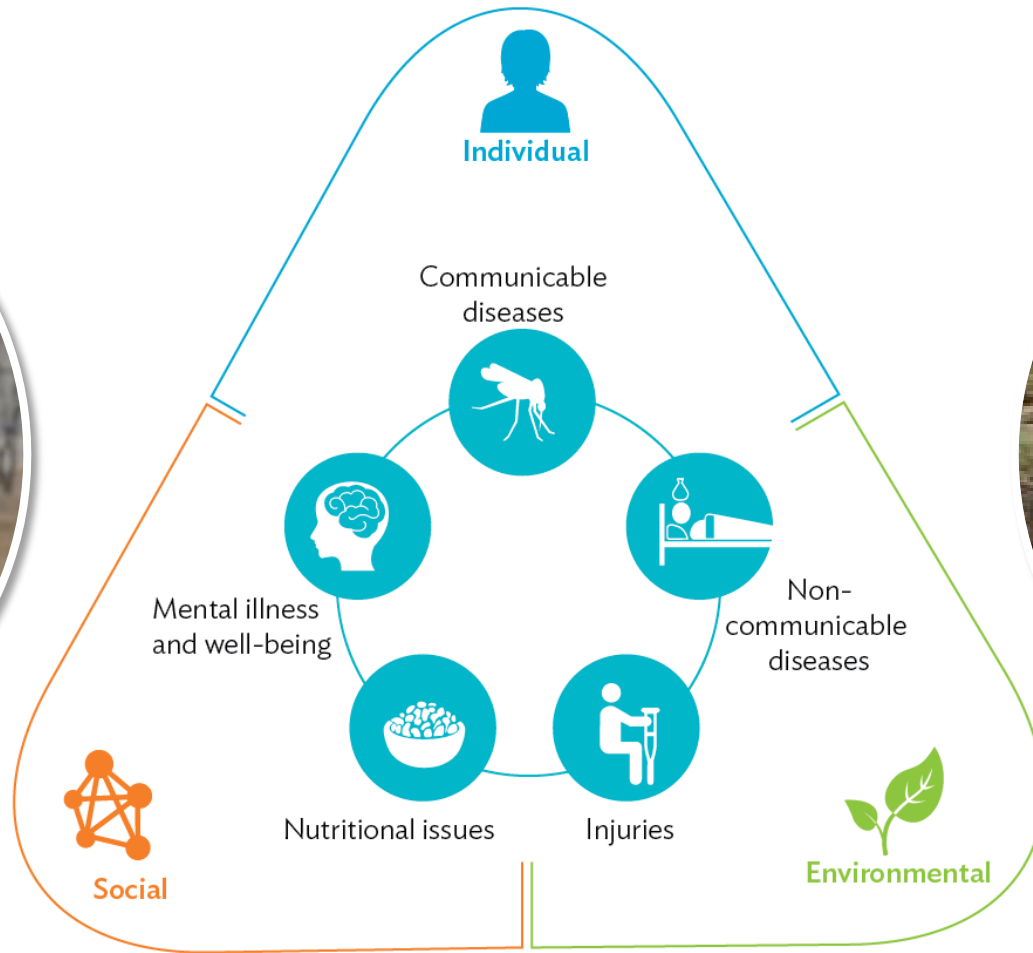 Individual
Communicable
diseases
Mental illness
and well-being
Non-
communicable
diseases
Nutritional issues
Injuries
Social
Environmental